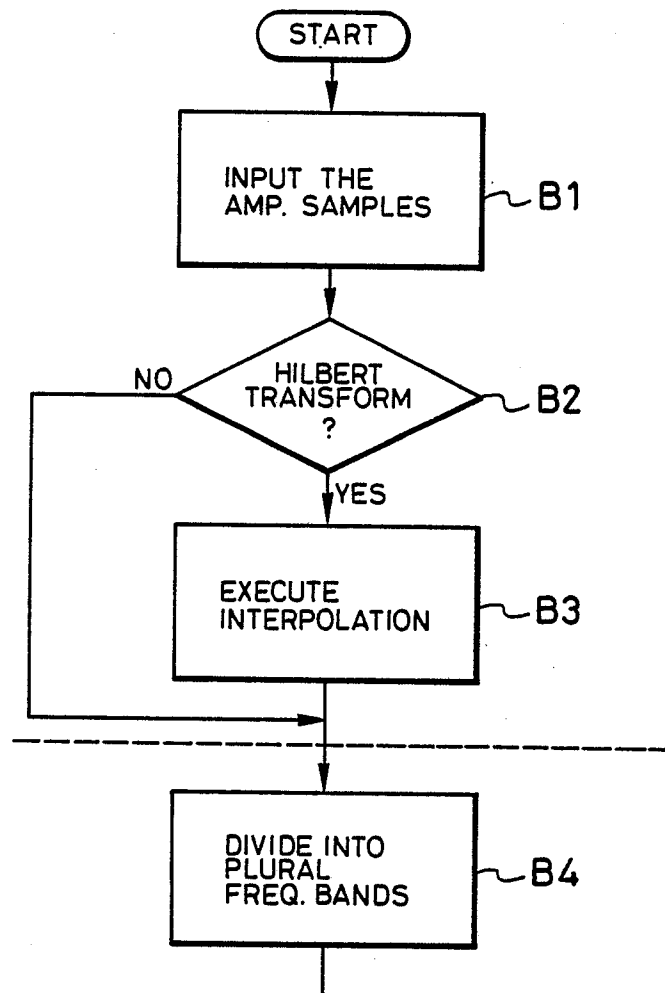 START
INPUT THE
AMP. SAMPLES
B1
HILBERT
TRANSFORM
?
B2
NO
YES
EXECUTE
INTERPOLATION
B3
DIVIDE INTO
PLURAL
FREQ. BANDS
B4